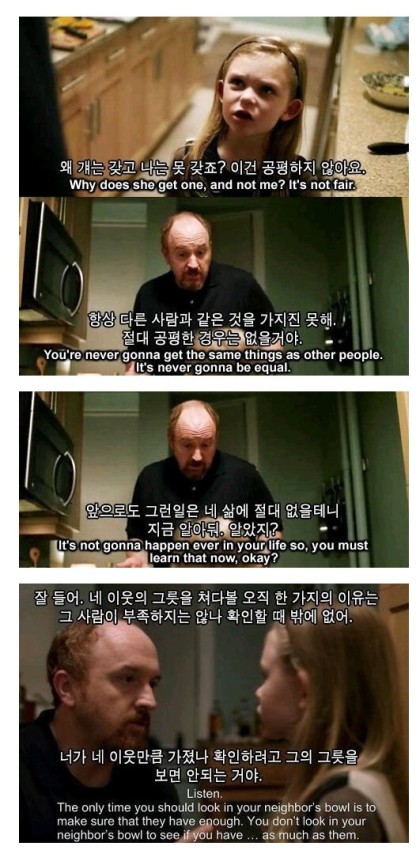 왜 걔는 갖고 나는 못 갖죠? 이건 공평하지 않아요.
Why does she get one, and not me? It's not fair.
항상 다른 사람과 같은 것을 가지진 못해.
절대 공평한 경우는 없을거야.
You're never gonna get the same things as other people.
It's never gonna be equal.
앞으로도 그런일은 네 삶에 절대 없을테니
지금 알아둬. 알았지?
It's not gonna happen ever in your life so, you must
learn that now, okay?
잘 들어. 네 이웃의 그릇을 쳐다볼 오직 한 가지의 이유는
그 사람이 부족하지는 않나 확인할 때 밖에 없어.
너가 네 이웃만큼 가졌나 확인하려고 그의 그릇을
보면 안되는 거야.
Listen.
The only time you should look in your neighbor's bowl is to
make sure that they have enough. You don't look in your
neighbor's bowl to see if you have ... as much as them.